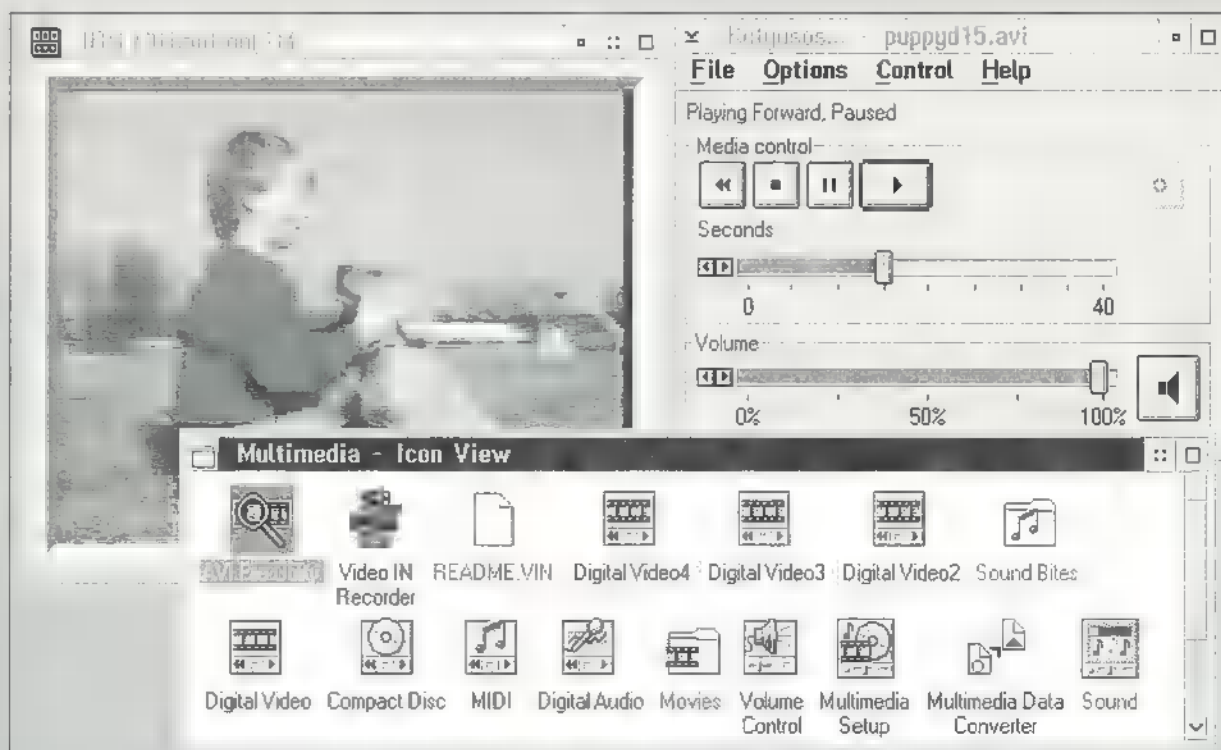 puppyd15.avi
File Options Control Help
Playing Forward, Paused
Media control
Seconds
0 40
Volume
0% 50% 100%
Multimedia - Icon View
Video IN Recorder
README.VIN
Digital Video4
Digital Video3
Digital Video2
Sound Bites
Digital Video
Compact Disc
MIDI
Digital Audio
Movies
Volume Control
Multimedia Setup
Multimedia Data Converter
Sound